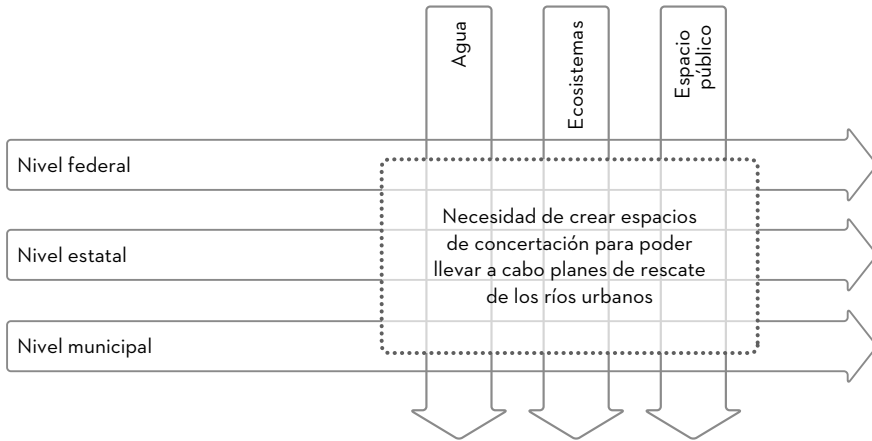 Agua
Ecosistemas
Espacio
público
Nivel federal
Necesidad de crear espacios
de concertación para poder
llevar a cabo planes de rescate
de los ríos urbanos
Nivel estatal
Nivel municipal